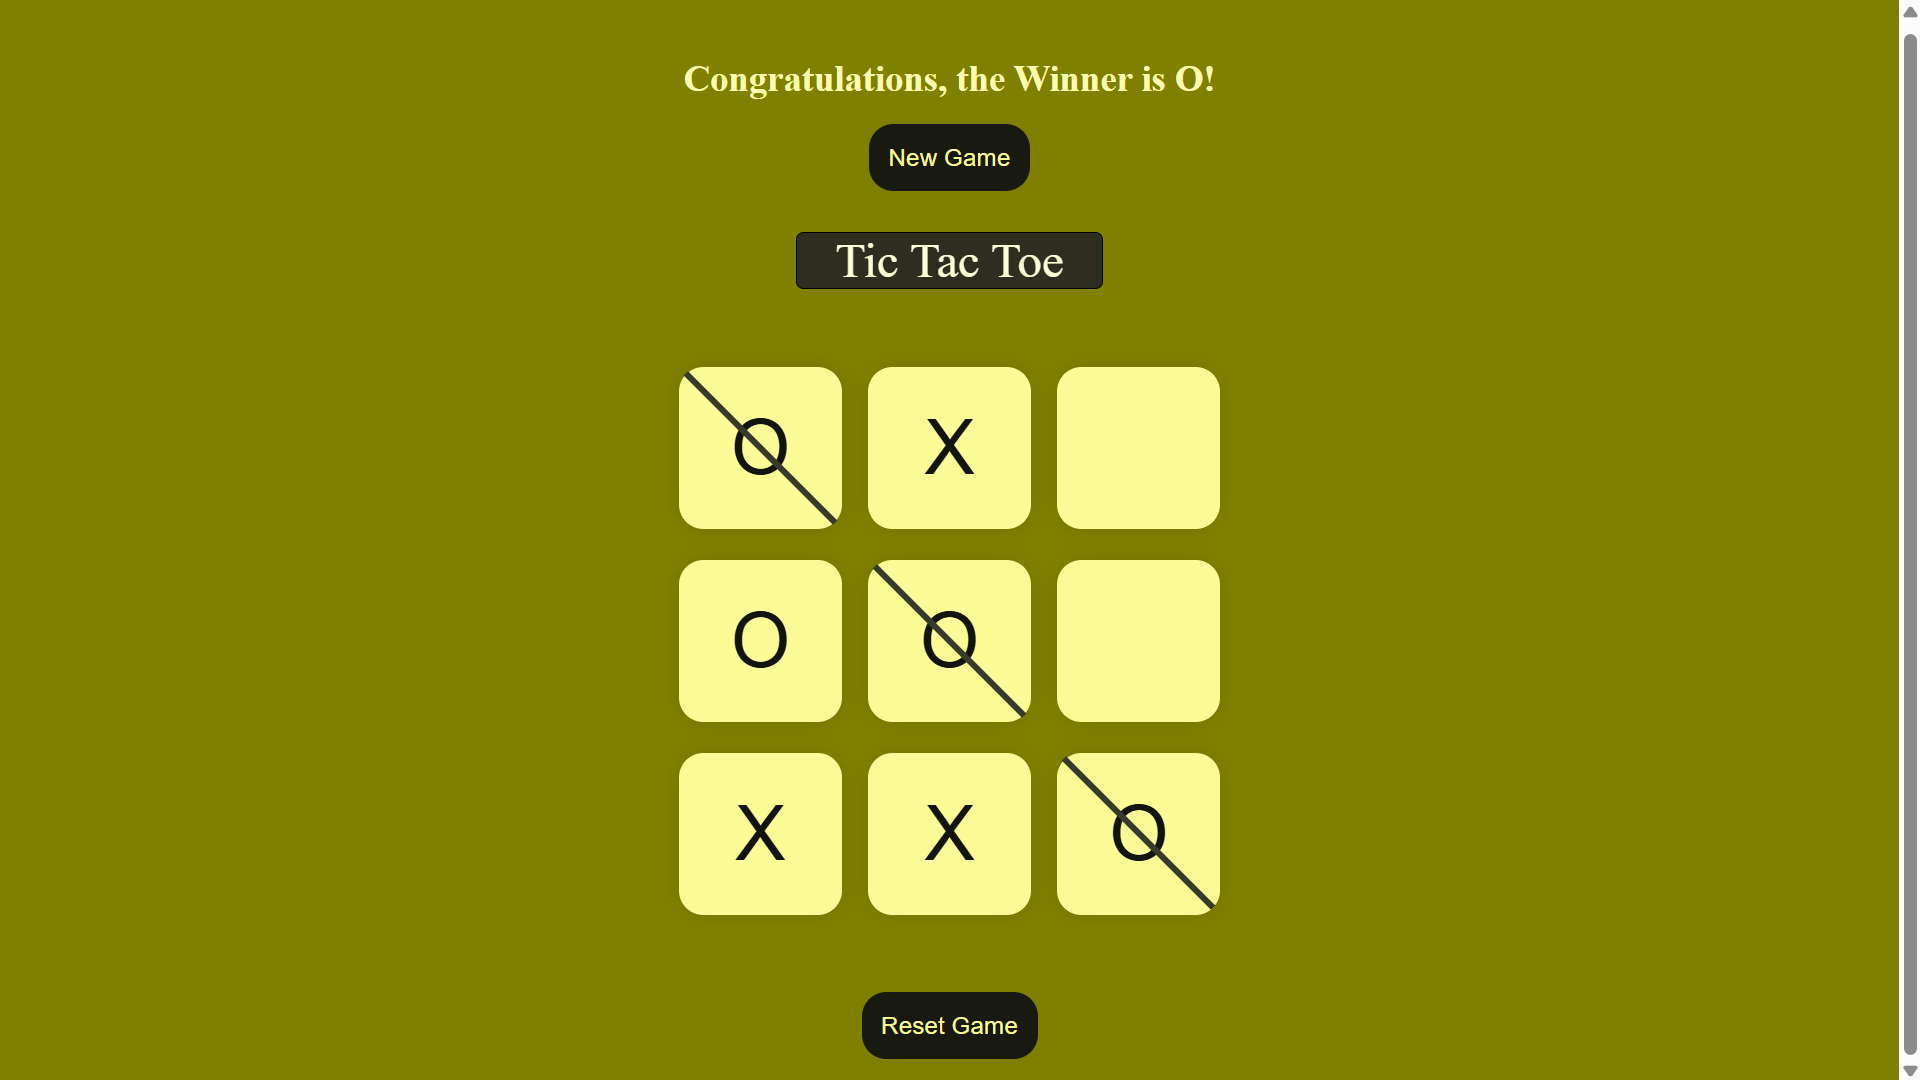 Congratulations, the Winner is O!
New Game
Tic Tac Toe
O X
O O
X X O
Reset Game